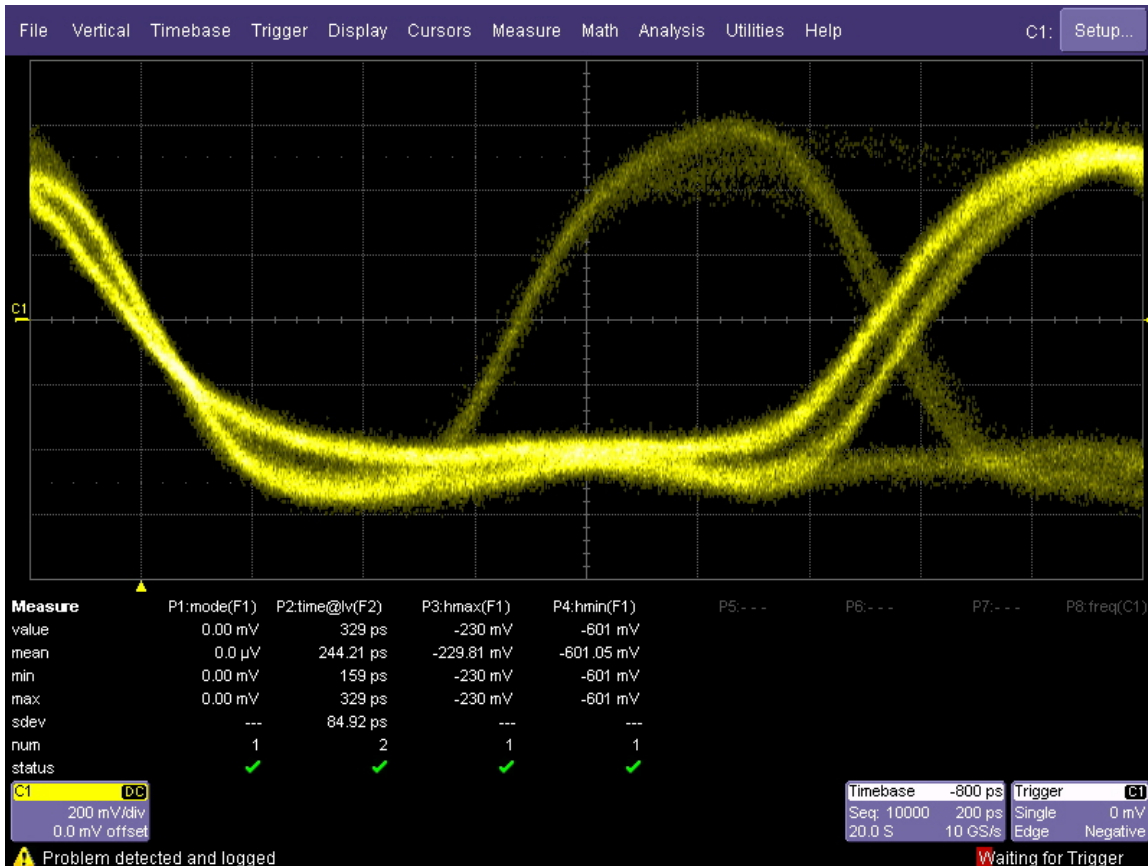 File Vertical Timebase Trigger Display Cursors Measure Math Analysis Utilities Help C1: Setup...
C1
Measure P1:mode(F1) P2:time@lv(F2) P3:hmax(F1) P4:hmin(F1) P5:- - - P6:- - - P7:- - - P8:freq(C1)
value 0.00 mV 329 ps -230 mV -601 mV
mean 0.0 µV 244.21 ps -229.81 mV -601.05 mV
min 0.00 mV 159 ps -230 mV -601 mV
max 0.00 mV 329 ps -230 mV -601 mV
sdev --- 84.92 ps --- ---
num 1 2 1 1
status
C1 DC
200 mV/div
0.0 mV offset
Timebase -800 ps
Seq: 10000 200 ps
20.0 S 10 GS/s
Trigger C1
Single 0 mV
Edge Negative
Problem detected and logged
Waiting for Trigger